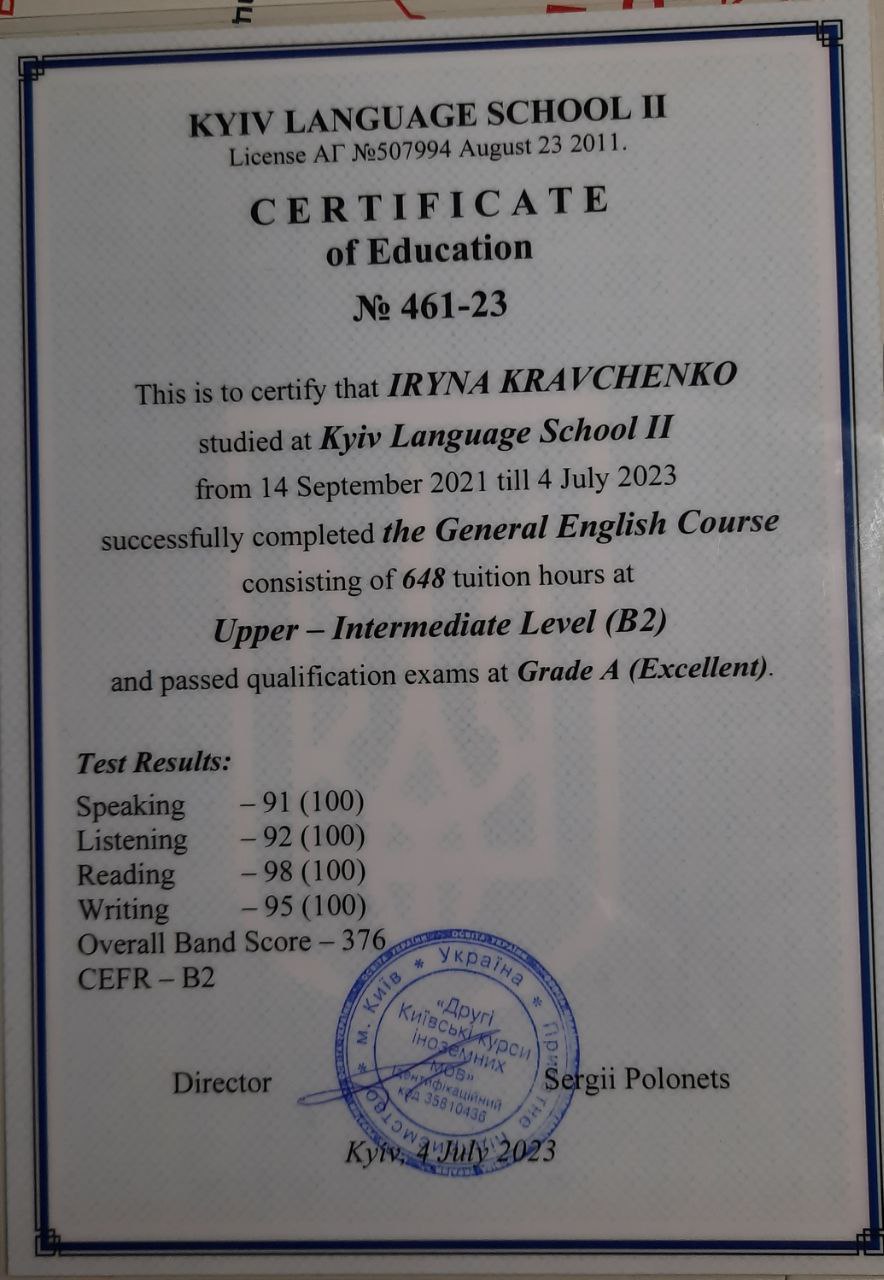 KYIV LANGUAGE SCHOOL II
License АГ №507994 August 23 2011.
CERTIFICATE
of Education
№ 461-23
This is to certify that IRYNA KRAVCHENKO
studied at Kyiv Language School II
from 14 September 2021 till 4 July 2023
successfully completed the General English Course
consisting of 648 tuition hours at
Upper – Intermediate Level (B2)
and passed qualification exams at Grade A (Excellent).
Test Results:
Speaking – 91 (100)
Listening – 92 (100)
Reading – 98 (100)
Writing – 95 (100)
Overall Band Score – 376
CEFR – B2
* м. Київ * Україна *
«Другі
Київські курси
іноземних
мов»
ідентифікаційний
код 35810436
Director Sergii Polonets
Kyiv, 4 July 2023